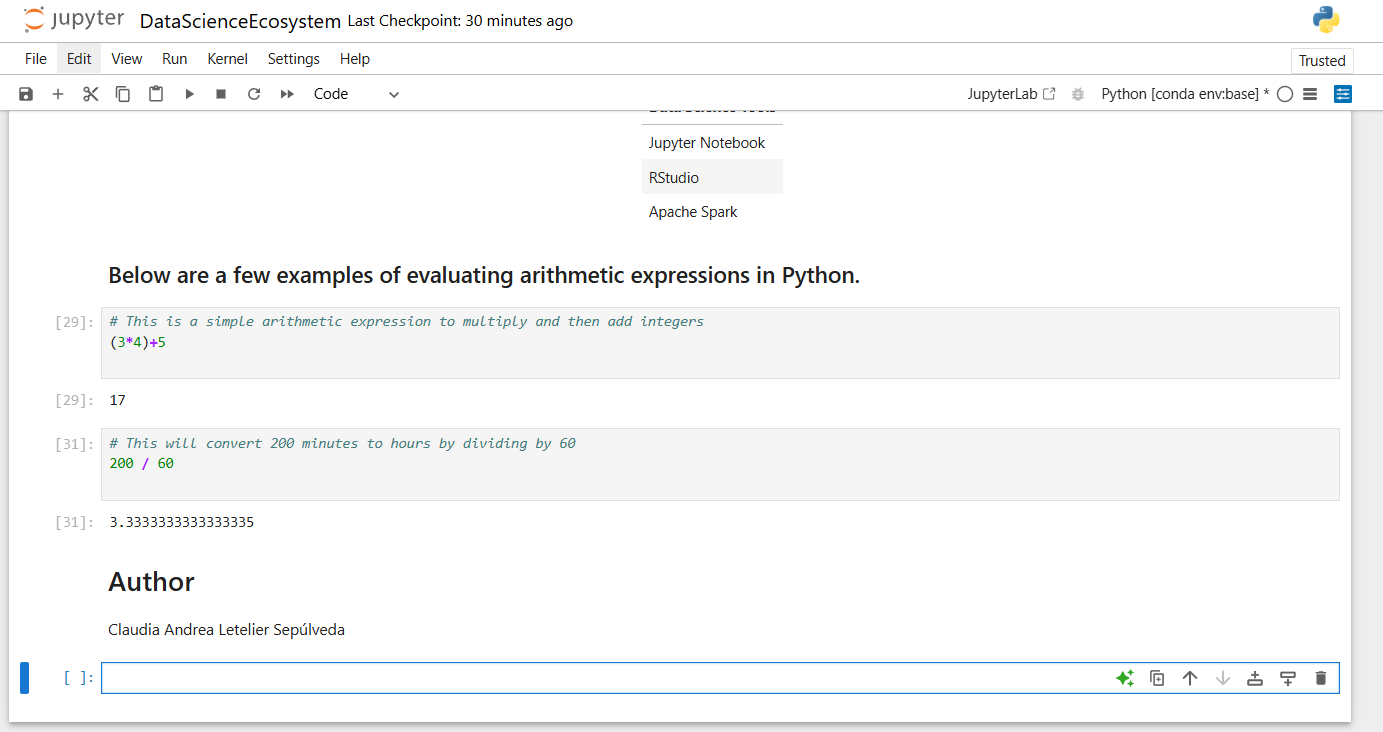 jupyter DataScienceEcosystem Last Checkpoint: 30 minutes ago
File Edit View Run Kernel Settings Help Trusted
Code JupyterLab Python [conda env:base] *
Data Science Tools
Jupyter Notebook
RStudio
Apache Spark
Below are a few examples of evaluating arithmetic expressions in Python.
[29]: # This is a simple arithmetic expression to multiply and then add integers
(3*4)+5
[29]: 17
[31]: # This will convert 200 minutes to hours by dividing by 60
200 / 60
[31]: 3.3333333333333335
Author
Claudia Andrea Letelier Sepúlveda
[ ]: